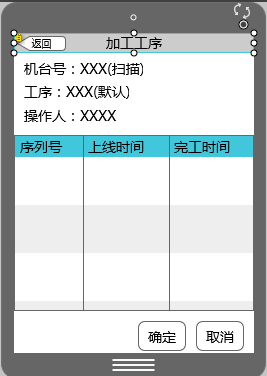 返回 加工工序
机台号：XXX(扫描)
工序：XXX(默认)
操作人：XXXX
序列号 上线时间 完工时间
确定 取消